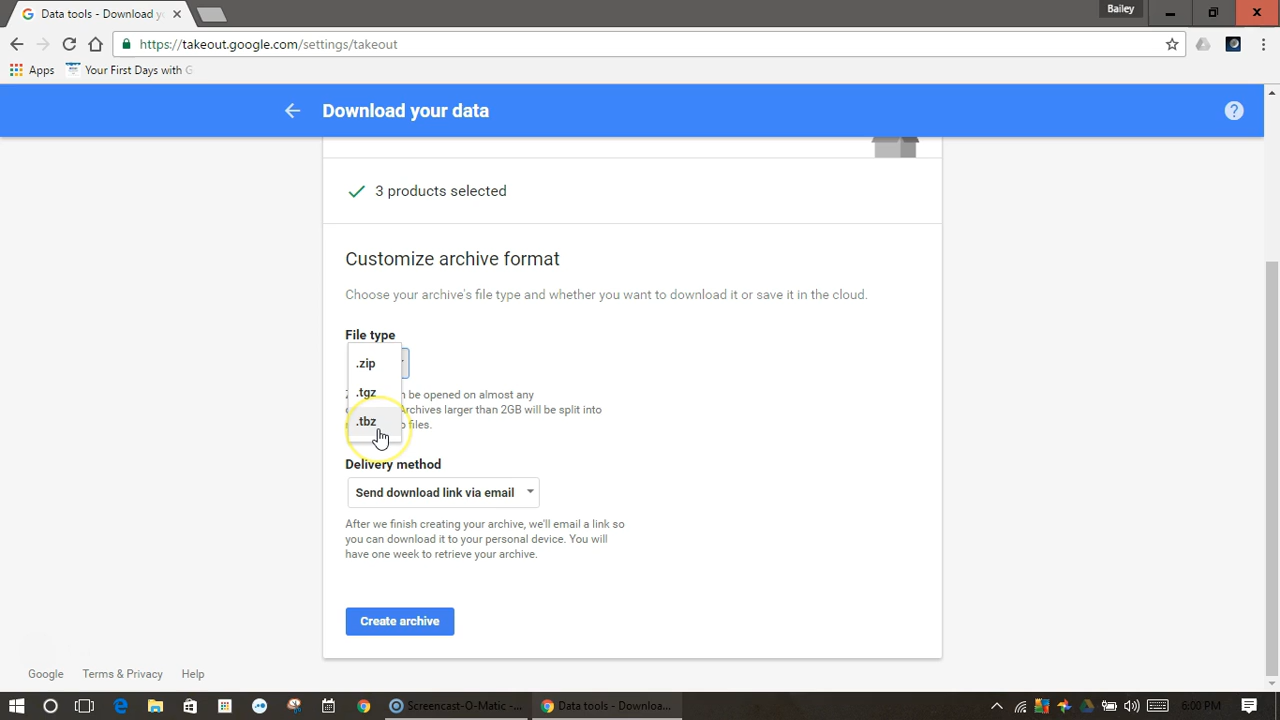 Data tools - Download y
Bailey
https://takeout.google.com/settings/takeout
Apps
Your First Days with G
Download your data
?
3 products selected
Customize archive format
Choose your archive's file type and whether you want to download it or save it in the cloud.
File type
.zip
.tgz
.tbz
be opened on almost any
rchives larger than 2GB will be split into
files.
Delivery method
Send download link via email
After we finish creating your archive, we'll email a link so
you can download it to your personal device. You will
have one week to retrieve your archive.
Create archive
Google
Terms & Privacy
Help
Screencast-O-Matic -...
Data tools - Downloa...
6:00 PM